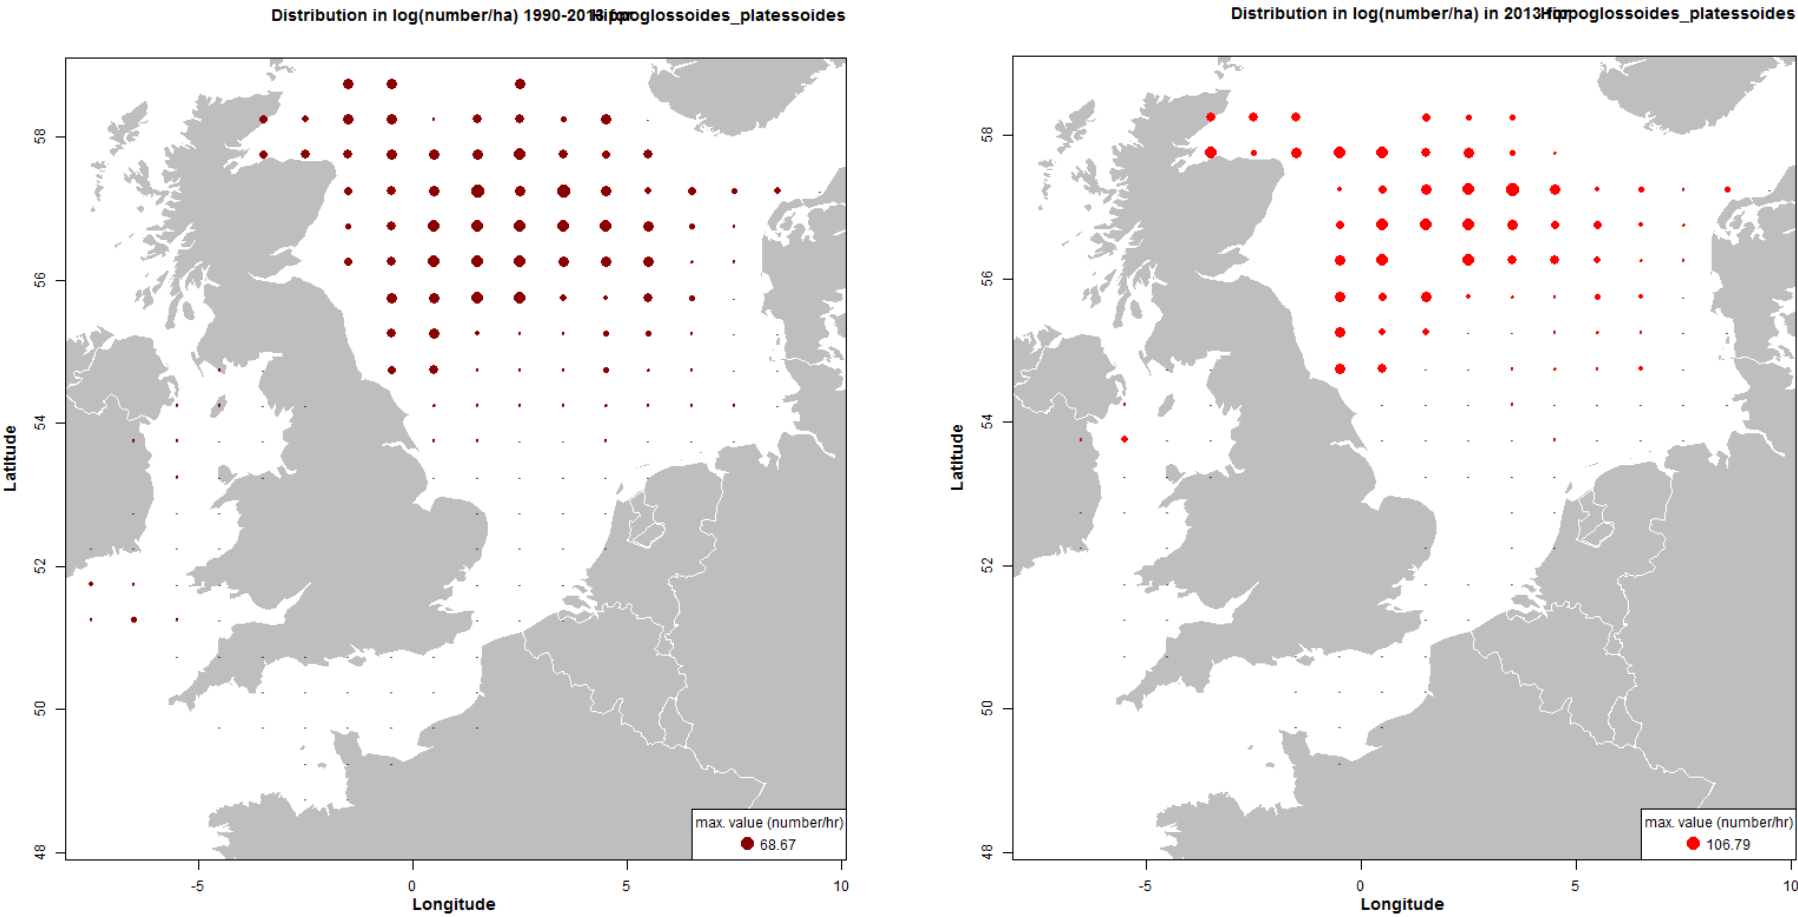 Distribution in log(number/ha) 1990-2013 for Hippoglossoides_platessoides
58
56
54
52
50
48
Latitude
-5
0
5
10
Longitude
max. value (number/hr)
68.67
Distribution in log(number/ha) in 2013 for Hippoglossoides_platessoides
58
56
54
52
50
48
Latitude
-5
0
5
10
Longitude
max. value (number/hr)
106.79